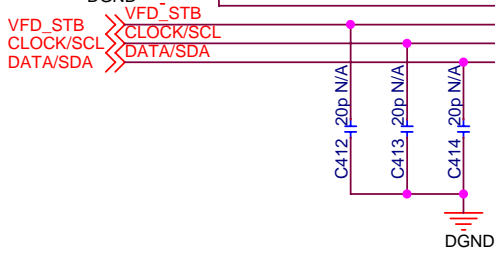 DGND
VFD_STB
VFD_STB
CLOCK/SCL
CLOCK/SCL
DATA/SDA
DATA/SDA
C412 20p N/A
C413 20p N/A
C414 20p N/A
DGND